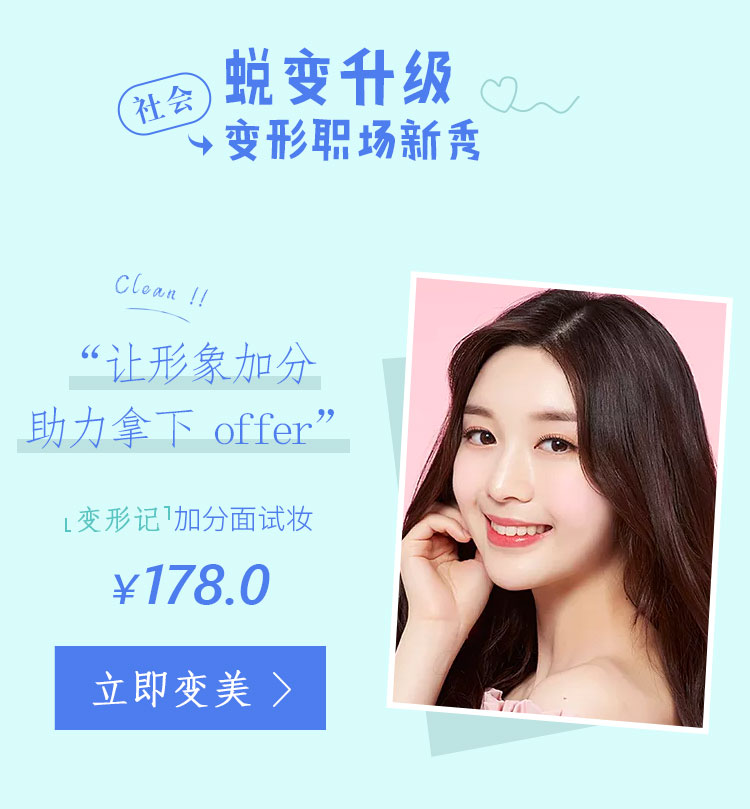 社会
蜕变升级
变形职场新秀
Clean !!
“让形象加分
助力拿下 offer”
「变形记」加分面试妆
¥178.0
立即变美 >